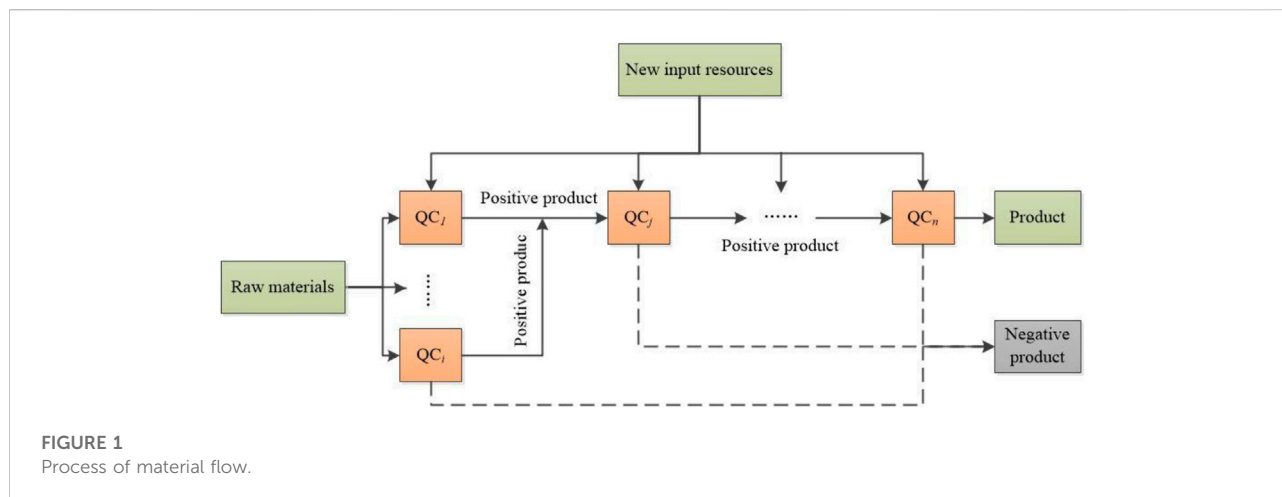 New input resources
Positive product
QC1
QCj
......
QCn
Product
Positive product
Positive produc
Raw materials
......
QCi
Negative
product
FIGURE 1
Process of material flow.